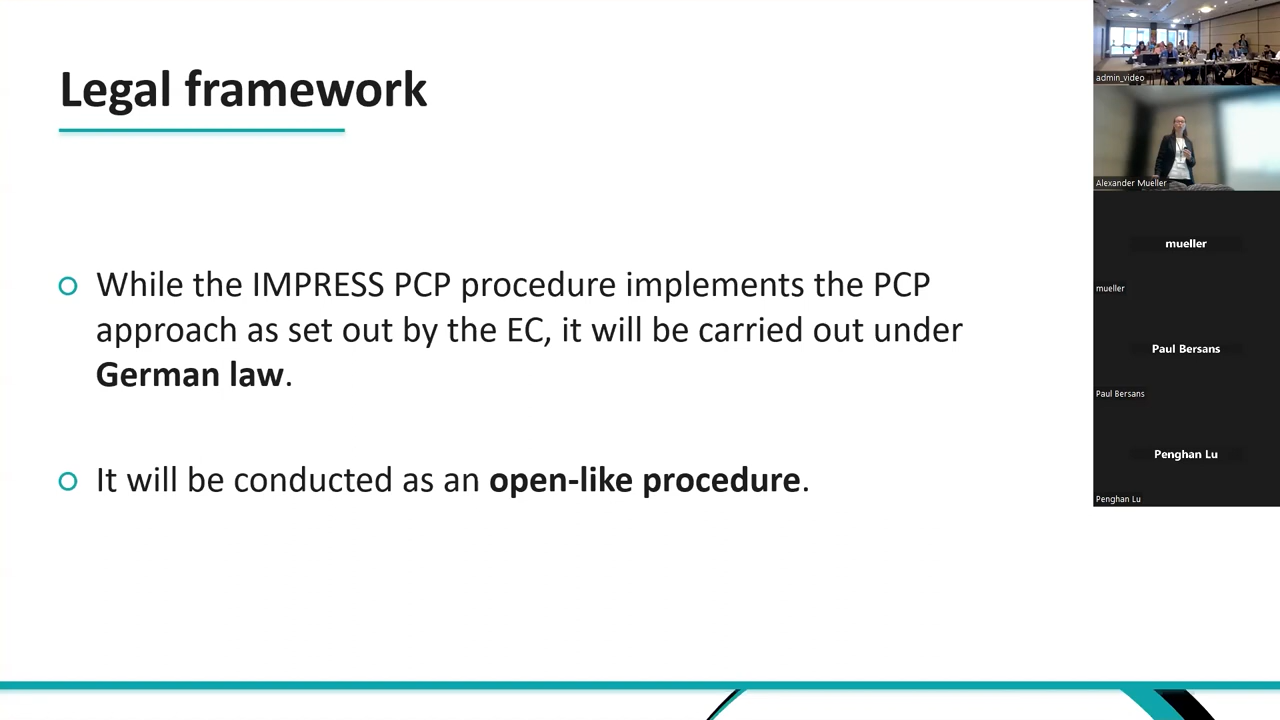 Legal framework
While the IMPRESS PCP procedure implements the PCP
approach as set out by the EC, it will be carried out under
German law.
It will be conducted as an open-like procedure.
admin_video
Alexander Mueller
mueller
mueller
Paul Bersans
Paul Bersans
Penghan Lu
Penghan Lu